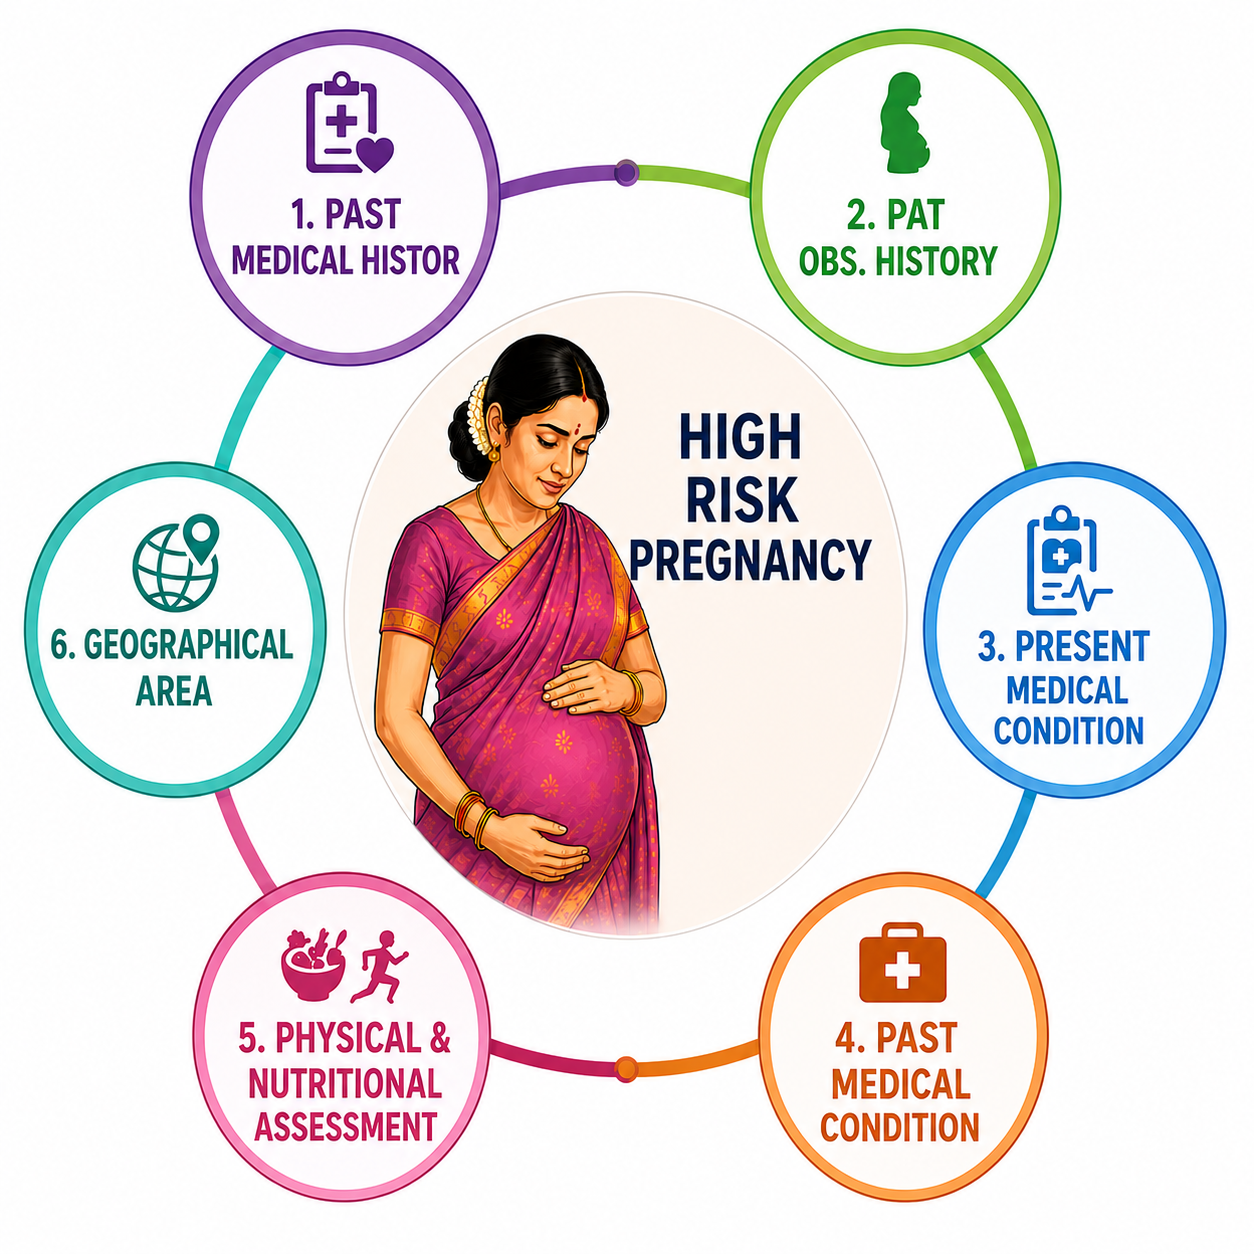 1. PAST
MEDICAL HISTOR
2. PAT
OBS. HISTORY
HIGH
RISK
PREGNANCY
3. PRESENT
MEDICAL
CONDITION
4. PAST
MEDICAL
CONDITION
5. PHYSICAL &
NUTRITIONAL
ASSESSMENT
6. GEOGRAPHICAL
AREA